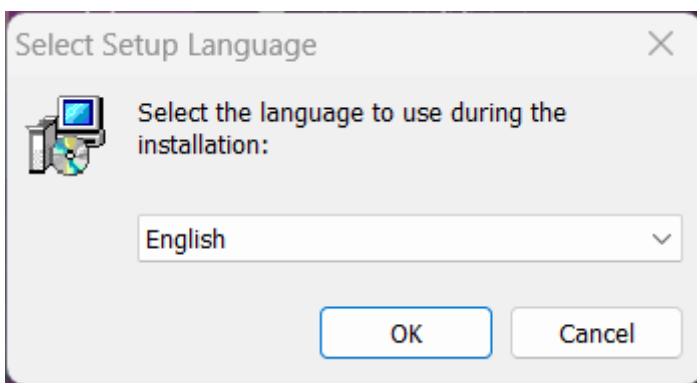 Select Setup Language
Select the language to use during the
installation:
English
OK
Cancel